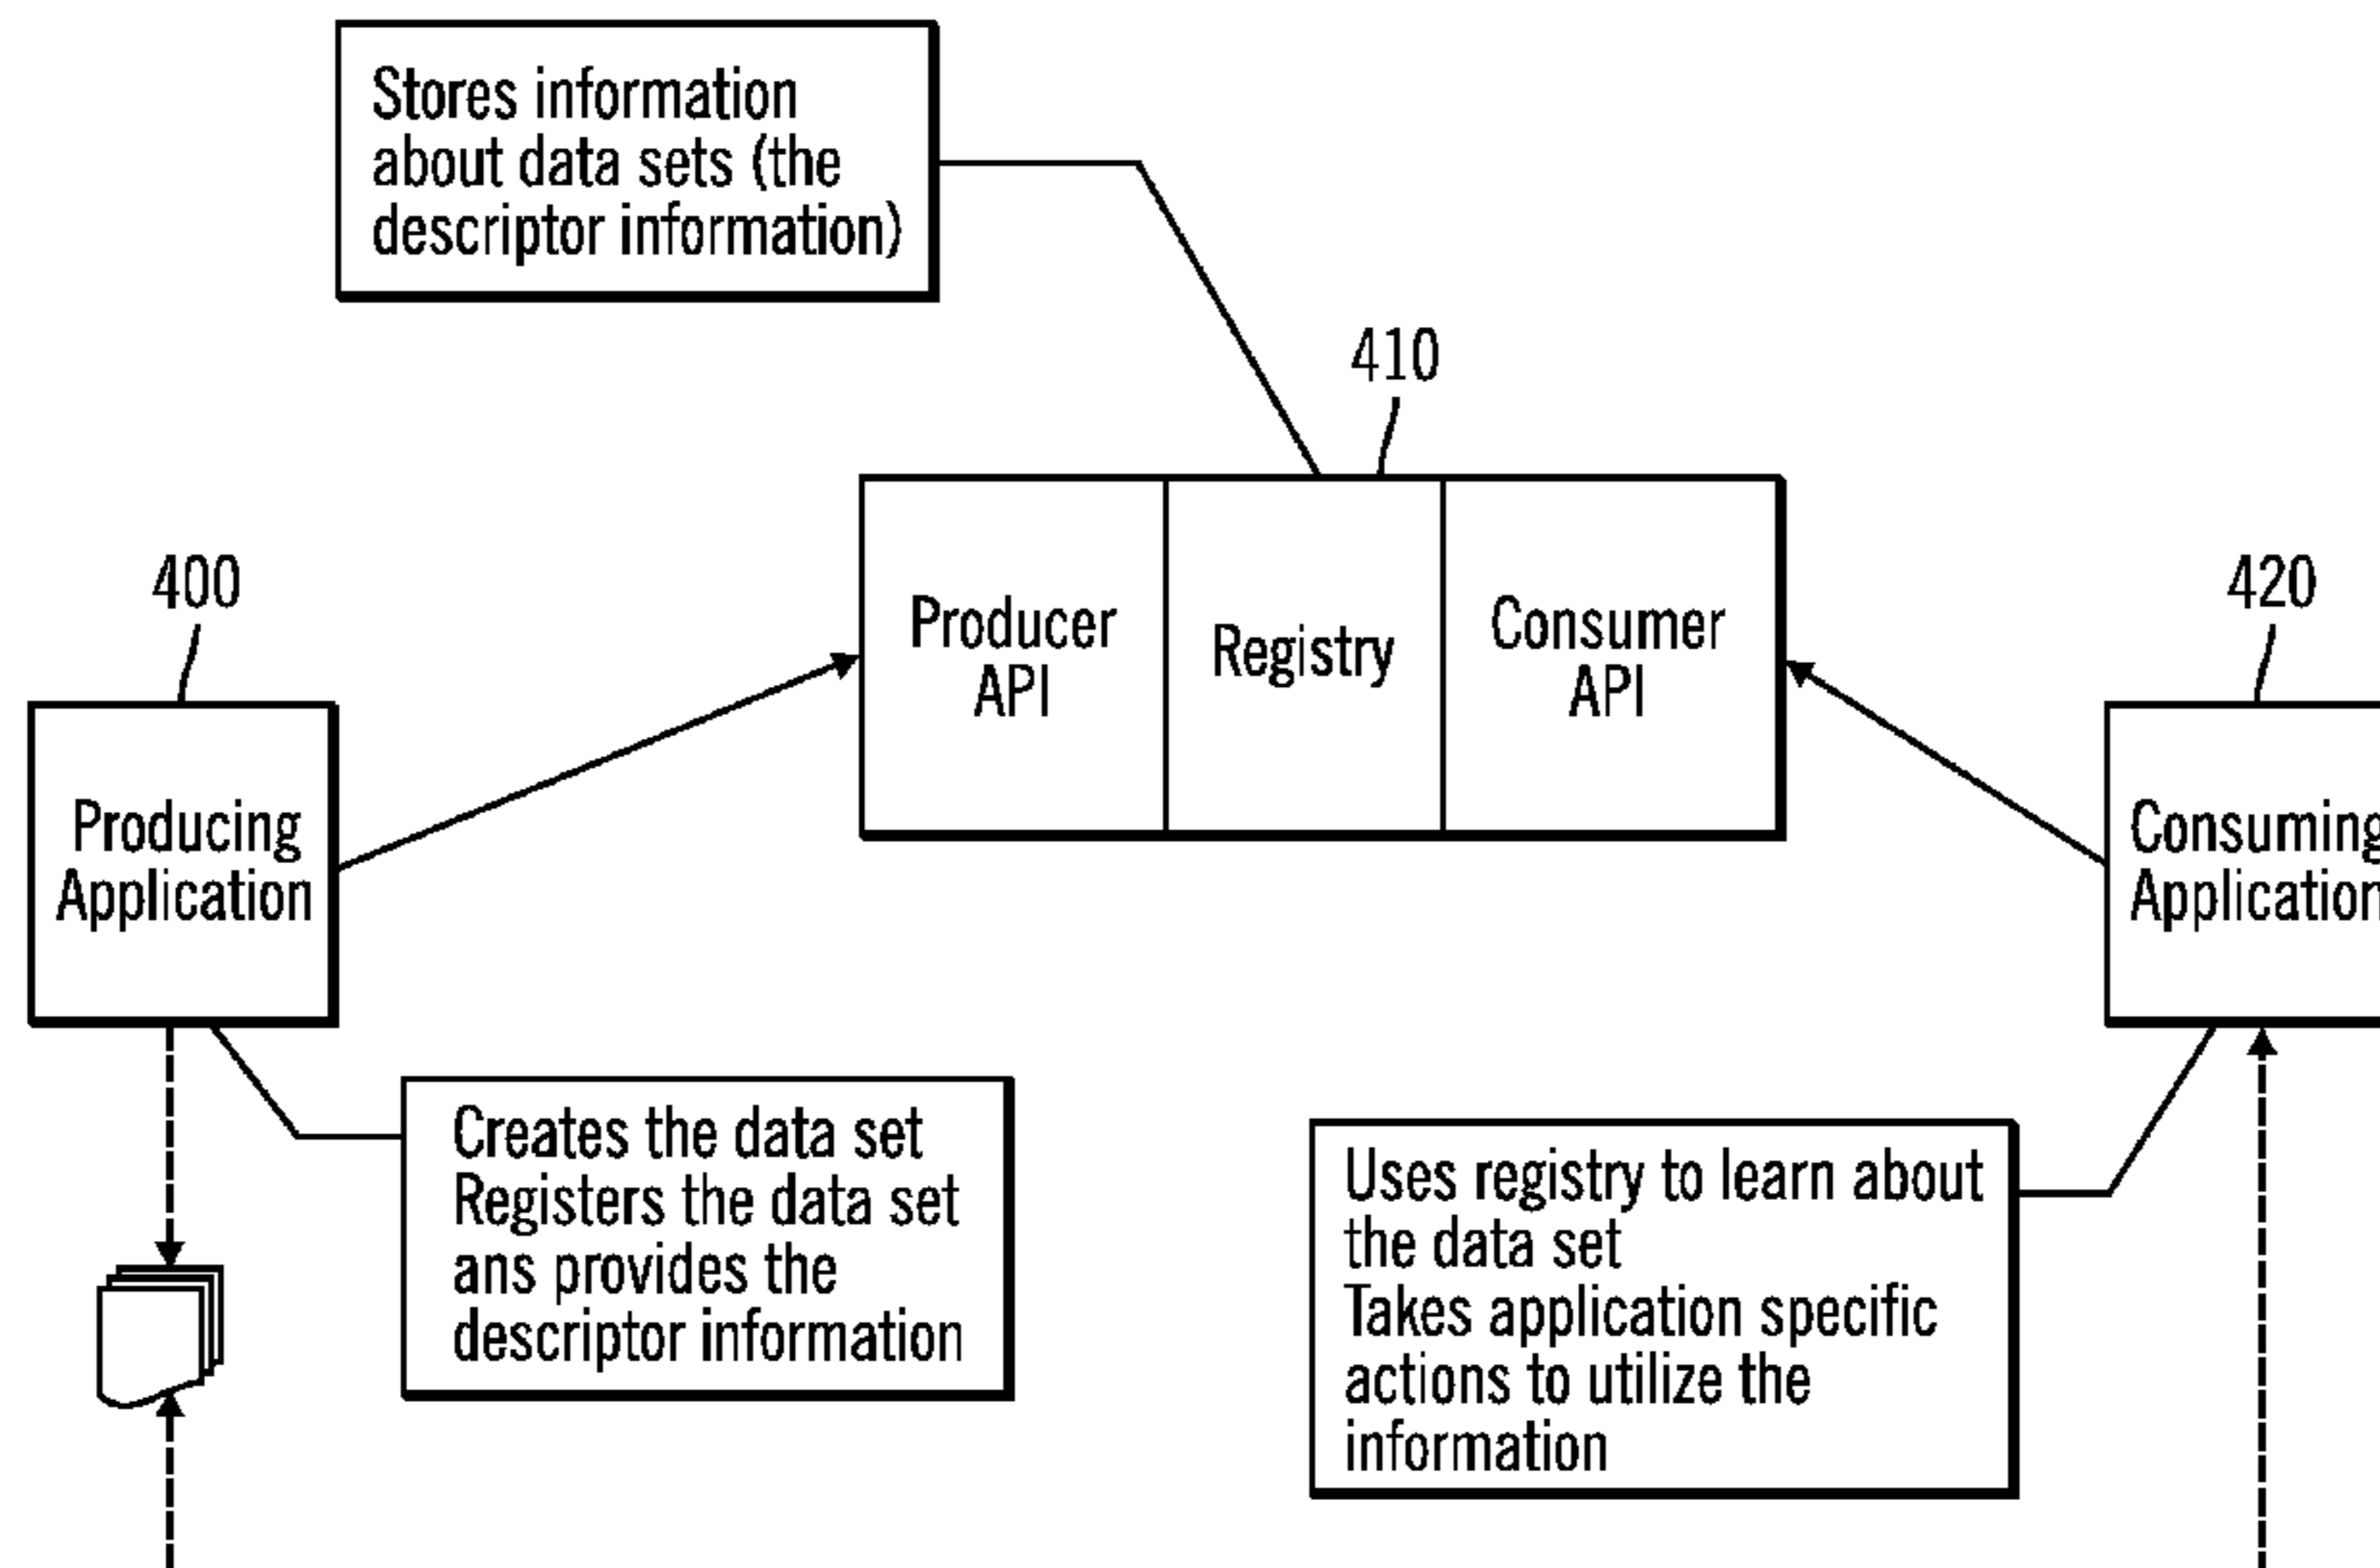 Stores information
about data sets (the
descriptor information)
410
400
420
Producer
API
Registry
Consumer
API
Producing
Application
Consuming
Application
Creates the data set
Registers the data set
ans provides the
descriptor information
Uses registry to learn about
the data set
Takes application specific
actions to utilize the
information